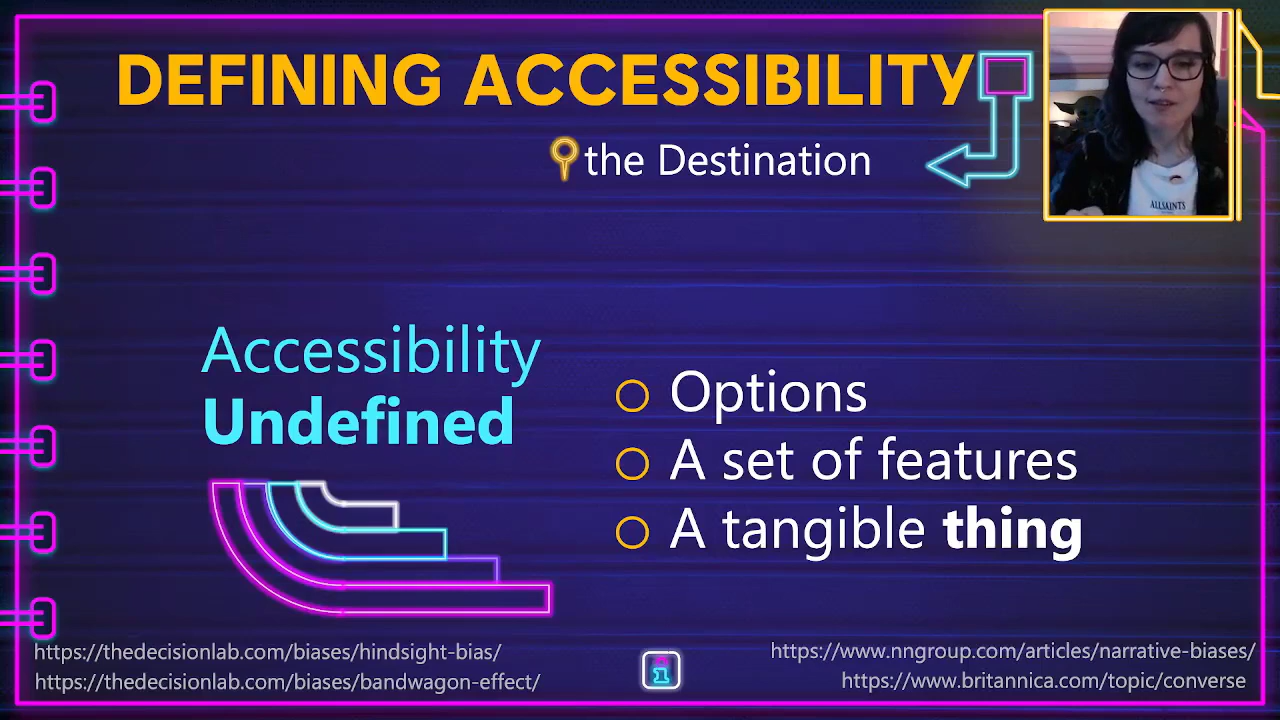 DEFINING ACCESSIBILITY
the Destination
Accessibility
Undefined
Options
A set of features
A tangible thing
ALLSAINTS
https://thedecisionlab.com/biases/hindsight-bias/
https://thedecisionlab.com/biases/bandwagon-effect/
i
https://www.nngroup.com/articles/narrative-biases/
https://www.britannica.com/topic/converse